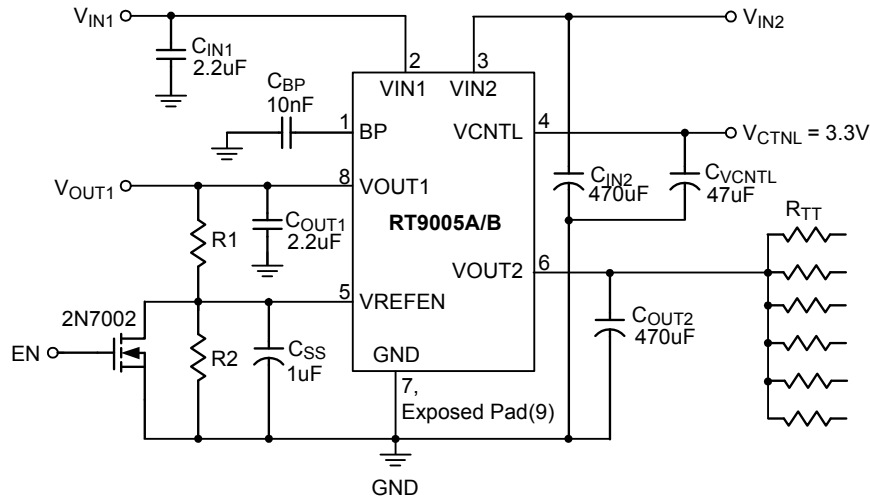 VIN1
VIN2
CIN1
2.2uF
2
3
CBP
10nF
VIN1
VIN2
1
BP
VCNTL
4
VCTNL = 3.3V
VOUT1
8
VOUT1
CIN2
470uF
CVCNTL
47uF
R1
COUT1
2.2uF
RT9005A/B
RTT
VOUT2
6
5
VREFEN
2N7002
EN
R2
CSS
1uF
GND
COUT2
470uF
7,
Exposed Pad(9)
GND